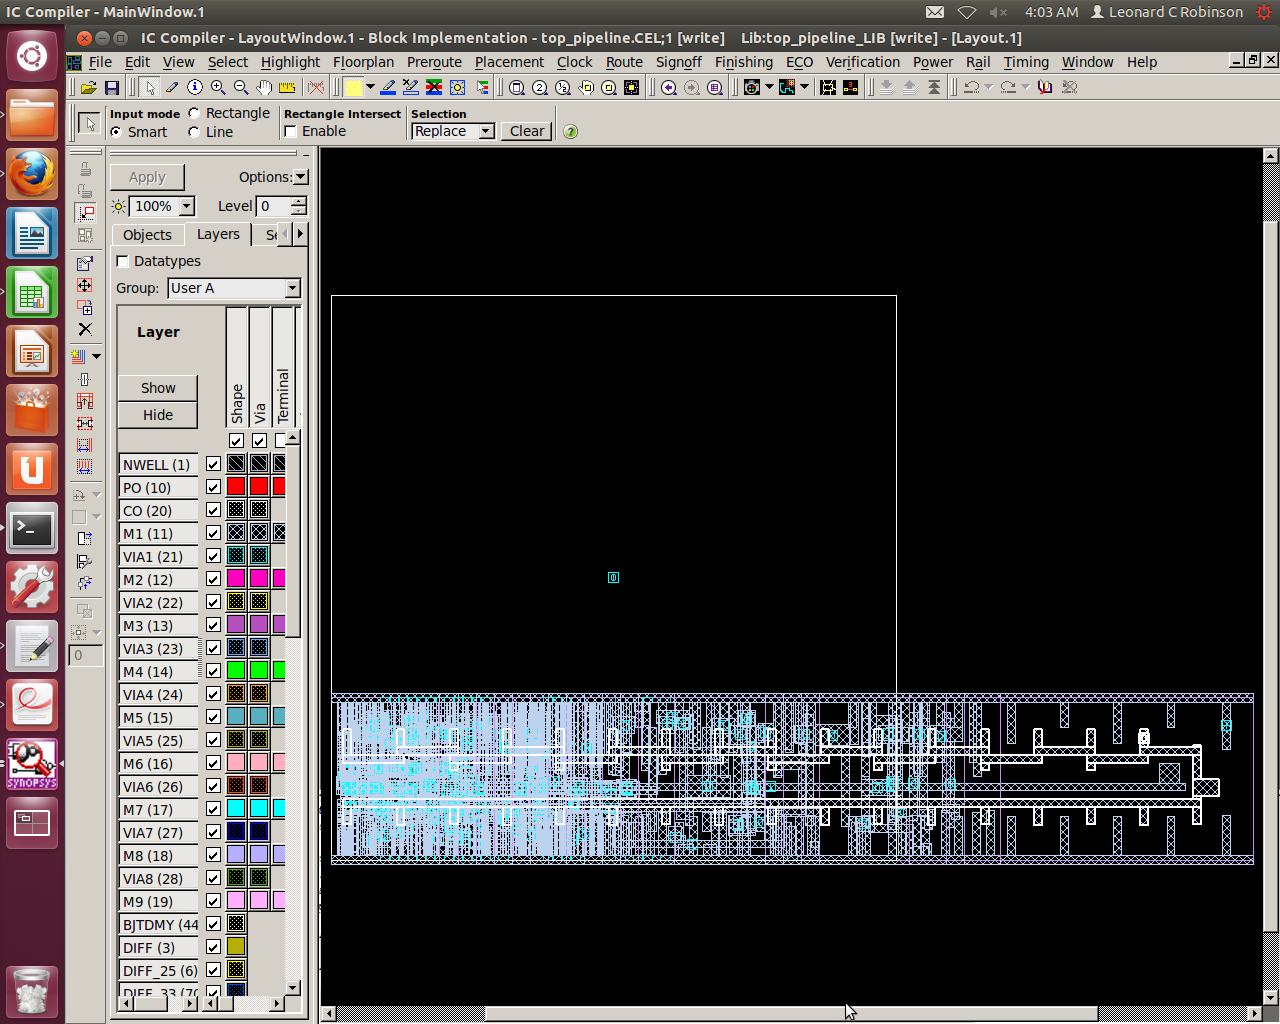 IC Compiler - MainWindow.1
4:03 AM
Leonard C Robinson
IC Compiler - LayoutWindow.1 - Block Implementation - top_pipeline.CEL;1 [write] Lib:top_pipeline_LIB [write] - [Layout.1]
File Edit View Select Highlight Floorplan Preroute Placement Clock Route Signoff Finishing ECO Verification Power Rail Timing Window Help
Input mode
Rectangle
Smart
Line
Rectangle Intersect
Enable
Selection
Replace
Clear
Apply
Options:
100%
Level 0
Objects
Layers
Se
Datatypes
Group: User A
Layer
Show
Hide
Shape
Via
Terminal
NWELL (1)
PO (10)
CO (20)
M1 (11)
VIA1 (21)
M2 (12)
VIA2 (22)
M3 (13)
VIA3 (23)
M4 (14)
VIA4 (24)
M5 (15)
VIA5 (25)
M6 (16)
VIA6 (26)
M7 (17)
VIA7 (27)
M8 (18)
VIA8 (28)
M9 (19)
BJTDMY (44
DIFF (3)
DIFF_25 (6)
DIFF_33 (70
0
synopsys